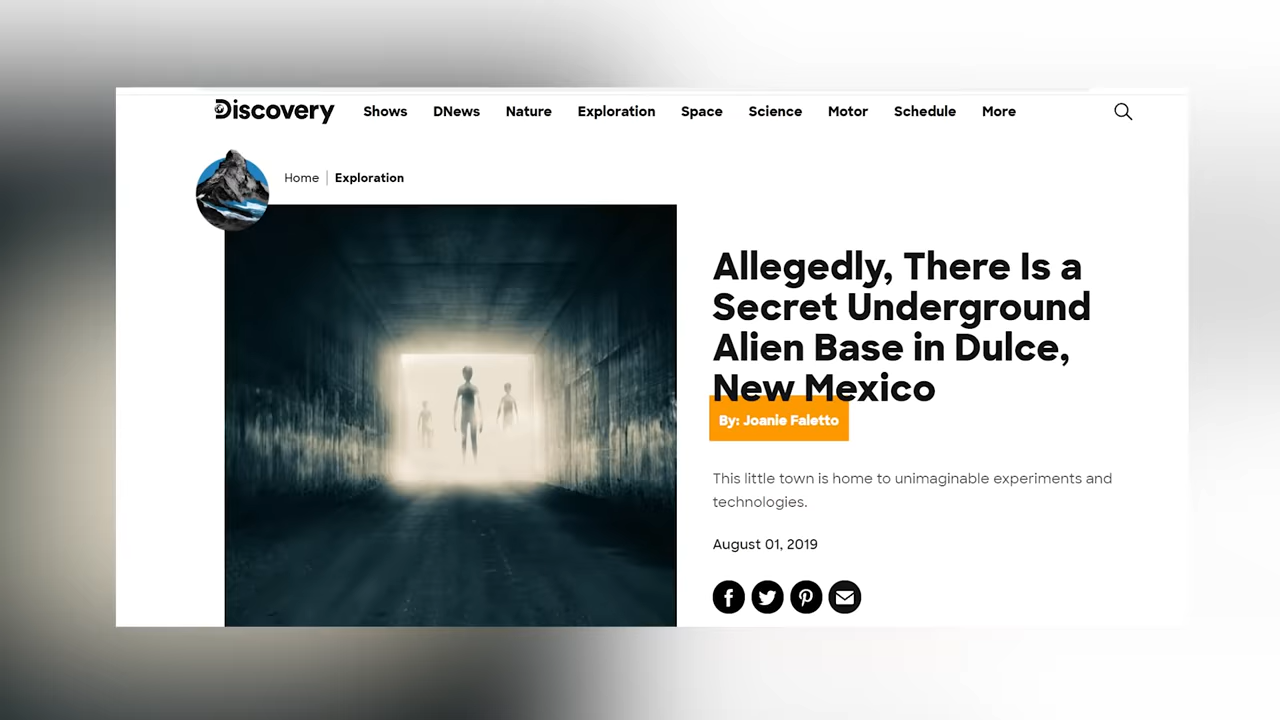 Discovery Shows DNews Nature Exploration Space Science Motor Schedule More
Home | Exploration
Allegedly, There Is a
Secret Underground
Alien Base in Dulce,
New Mexico
By: Joanie Faletto
This little town is home to unimaginable experiments and
technologies.
August 01, 2019